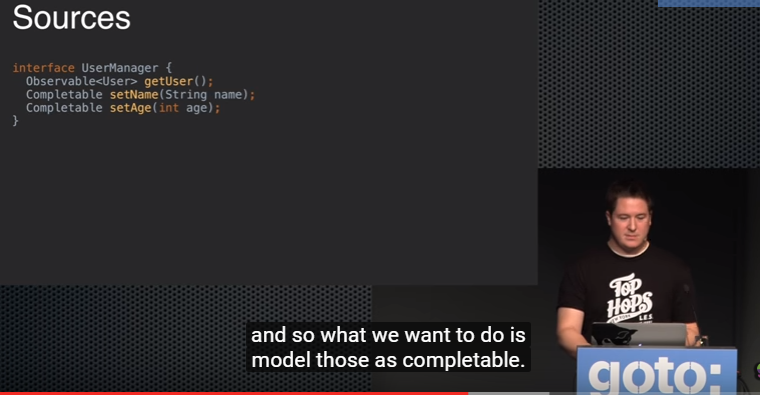 Sources
interface UserManager {
Observable<User> getUser();
Completable setName(String name);
Completable setAge(int age);
}
TOP
HOPS
L.E.S.
and so what we want to do is
model those as completable.
goto: